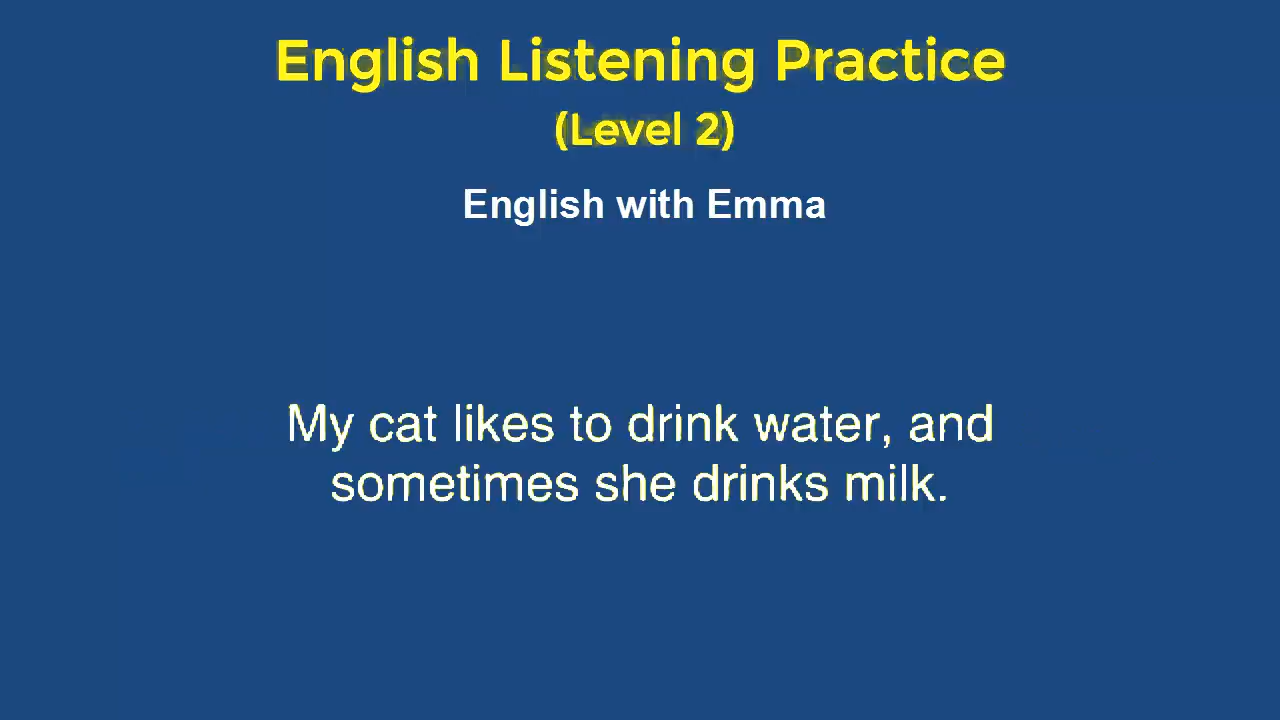 English Listening Practice
(Level 2)
English with Emma
My cat likes to drink water, and
sometimes she drinks milk.